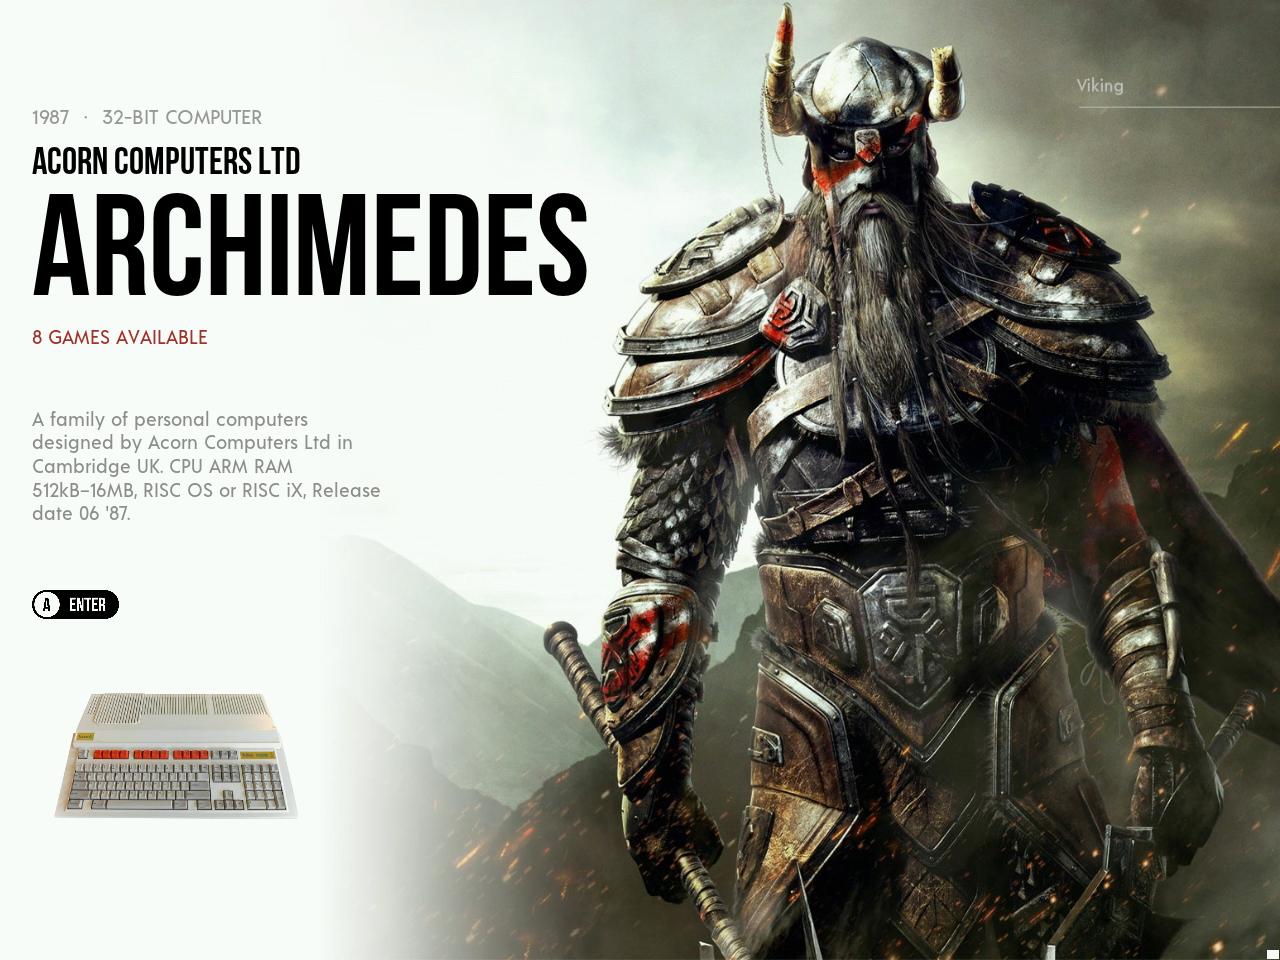 1987 · 32-BIT COMPUTER
ACORN COMPUTERS LTD
ARCHIMEDES
8 GAMES AVAILABLE
A family of personal computers
designed by Acorn Computers Ltd in
Cambridge UK. CPU ARM RAM
512kB–16MB, RISC OS or RISC iX, Release
date 06 '87.
A ENTER
Viking